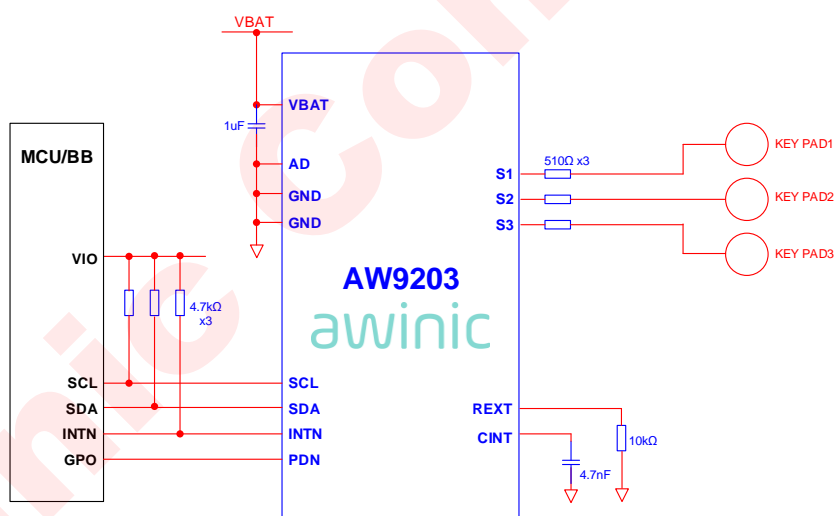 VBAT
VBAT
1uF
MCU/BB
AD
GND
GND
S1
510Ω x3
KEY PAD1
S2
KEY PAD2
S3
KEY PAD3
VIO
AW9203
awinic
4.7kΩ
x3
SCL
SCL
SDA
SDA
REXT
INTN
INTN
CINT
10kΩ
GPO
PDN
4.7nF